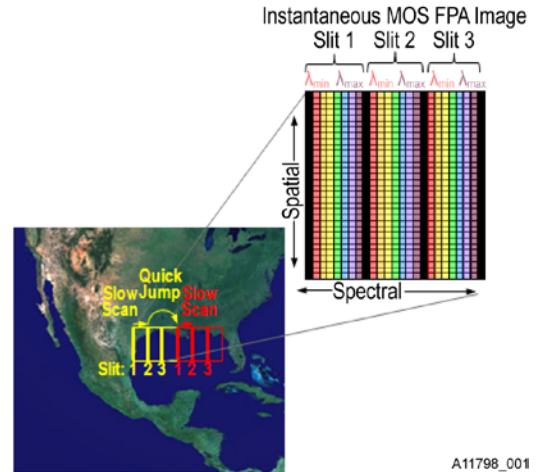 Instantaneous MOS FPA Image
Slit 1 Slit 2 Slit 3
λmin λmax λmin λmax λmin λmax
Spatial
Spectral
Quick
Jump
Slow
Scan
Slow
Scan
Slit: 1 2 3 1 2 3
A11798_001